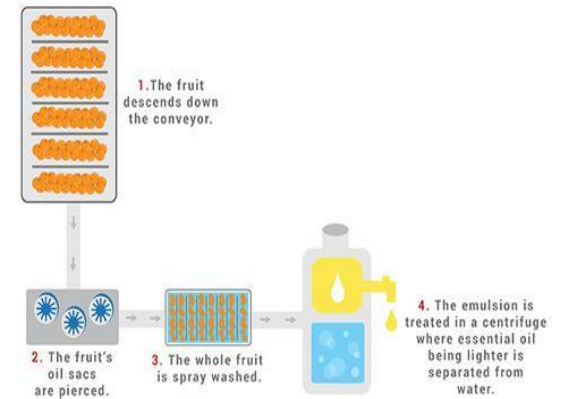 1.The fruit
descends down
the conveyor.
2. The fruit's
oil sacs
are pierced.
3. The whole fruit
is spray washed.
4. The emulsion is
treated in a centrifuge
where essential oil
being lighter is
separated from
water.